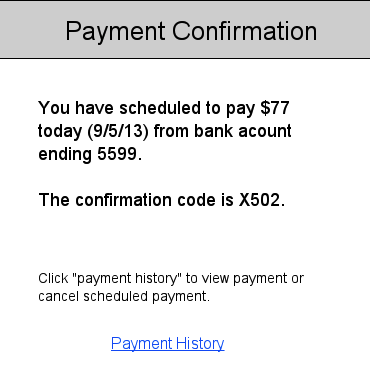 Payment Confirmation
You have scheduled to pay $77
today (9/5/13) from bank acount
ending 5599.
The confirmation code is X502.
Click "payment history" to view payment or
cancel scheduled payment.
Payment History